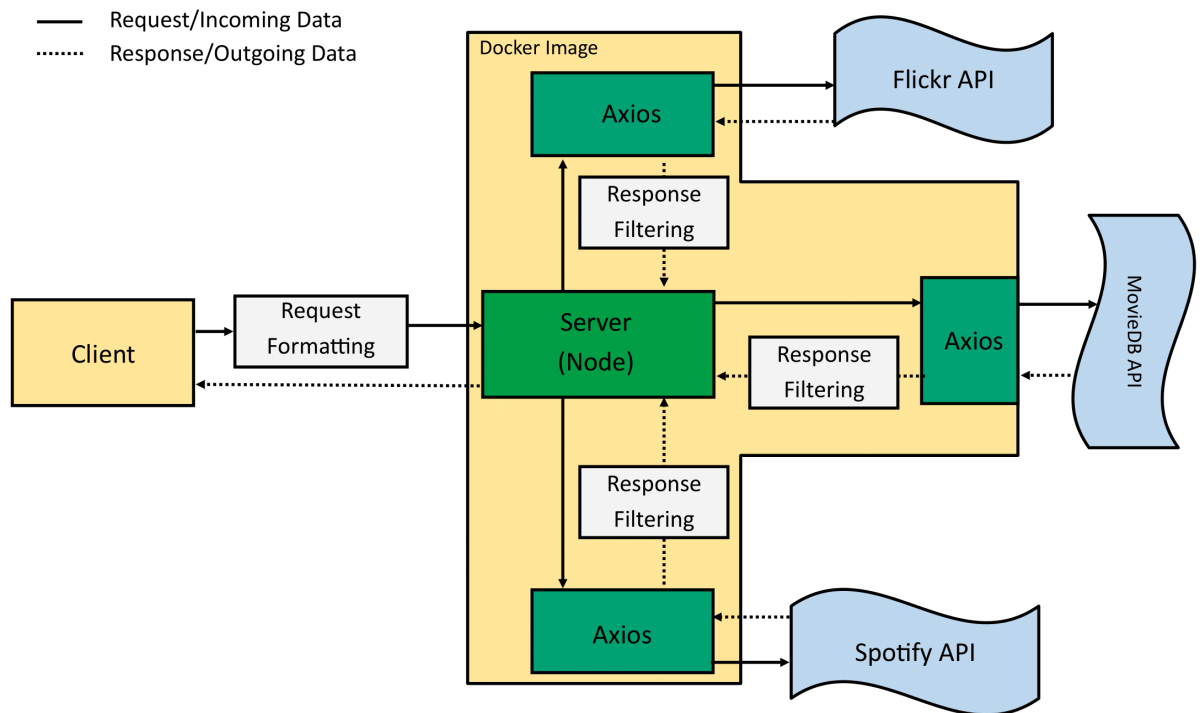 Request/Incoming Data
Response/Outgoing Data
Docker Image
Axios
Flickr API
Response
Filtering
Client
Request
Formatting
Server
(Node)
Response
Filtering
Axios
MovieDB API
Response
Filtering
Axios
Spotify API